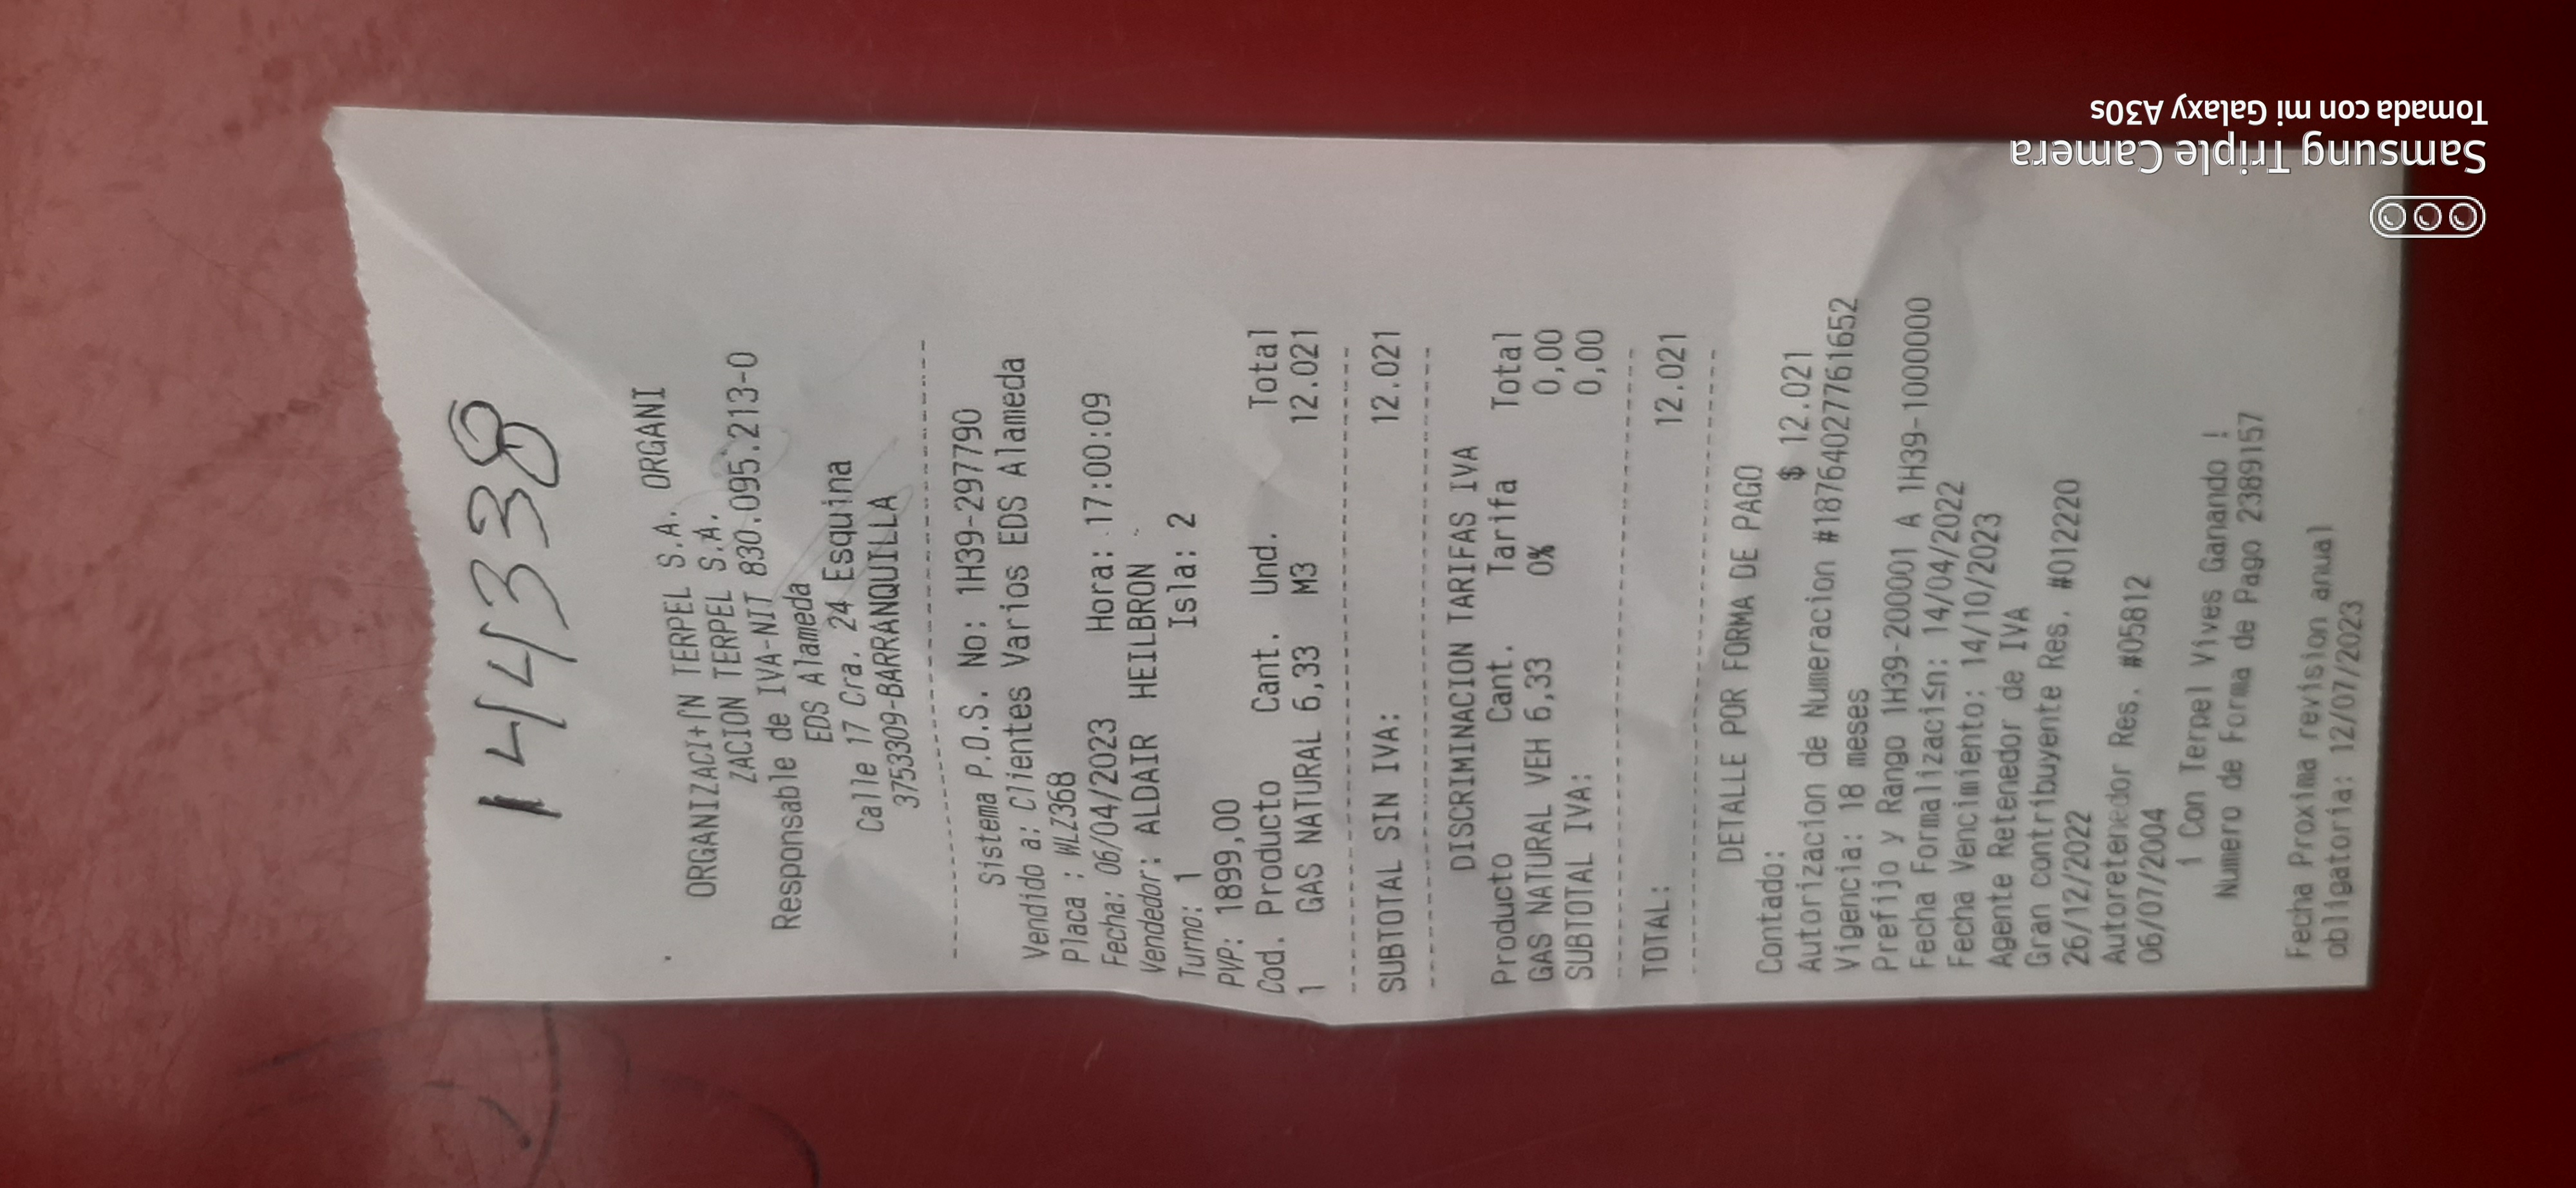 14338
ORGANIZACI+[N TERPEL S.A. ORGANI
ZACION TERPEL S.A.
Responsable de IVA-NIT 830.095.213-0
EDS Alameda
Calle 17 Cra. 24 Esquina
3753309-BARRANQUILLA
Sistema P.O.S. No: 1H39-297790
Vendido a: Clientes Varios EDS Alameda
Placa : WLZ368
Fecha: 06/04/2023 Hora: 17:00:09
Vendedor: ALDAIR HEILBRON
Turno: 1 Isla: 2
PVP: 1899,00
Cod. Producto Cant. Und. Total
1 GAS NATURAL 6,33 M3 12.021
SUBTOTAL SIN IVA: 12.021
DISCRIMINACION TARIFAS IVA
Producto Cant. Tarifa Total
GAS NATURAL VEH 6,33 0% 0,00
SUBTOTAL IVA: 0,00
TOTAL: 12.021
DETALLE POR FORMA DE PAGO
Contado: $ 12.021
Autorizacion de Numeracion #18764027761652
Vigencia: 18 meses
Prefijo y Rango 1H39-200001 A 1H39-1000000
Fecha Formalizaci≤n: 14/04/2022
Fecha Vencimiento: 14/10/2023
Agente Retenedor de IVA
Gran contribuyente Res. #012220
26/12/2022
Autoretenedor Res. #05812
06/07/2004
¡ Con Terpel Vives Ganando !
Numero de Forma de Pago 23889157
Fecha Proxima revision anual
obligatoria: 12/07/2023
Samsung Triple Camera
Tomada con mi Galaxy A30s